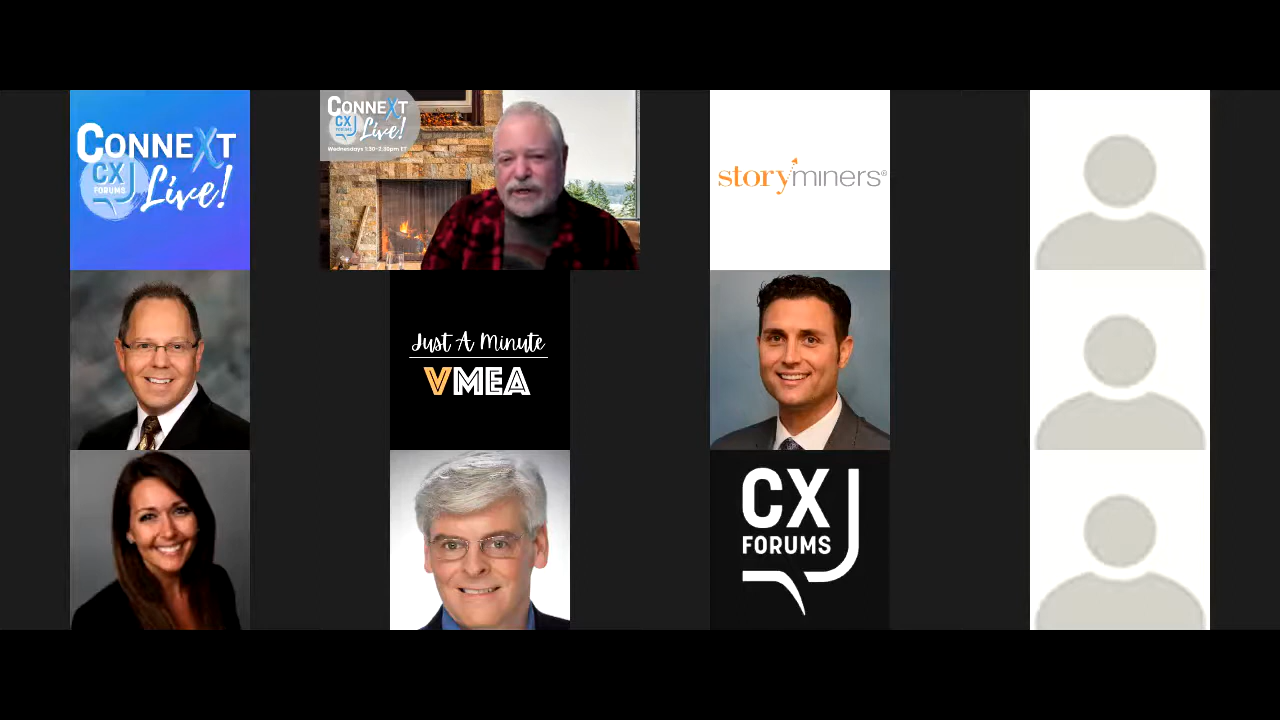 CONNEXT
CX
FORUMS
Live!
CONNEXT
CX
FORUMS
Live!
Wednesdays 1:30-2:30pm ET
storyminers®
Just A Minute
VMEA
CX
FORUMS